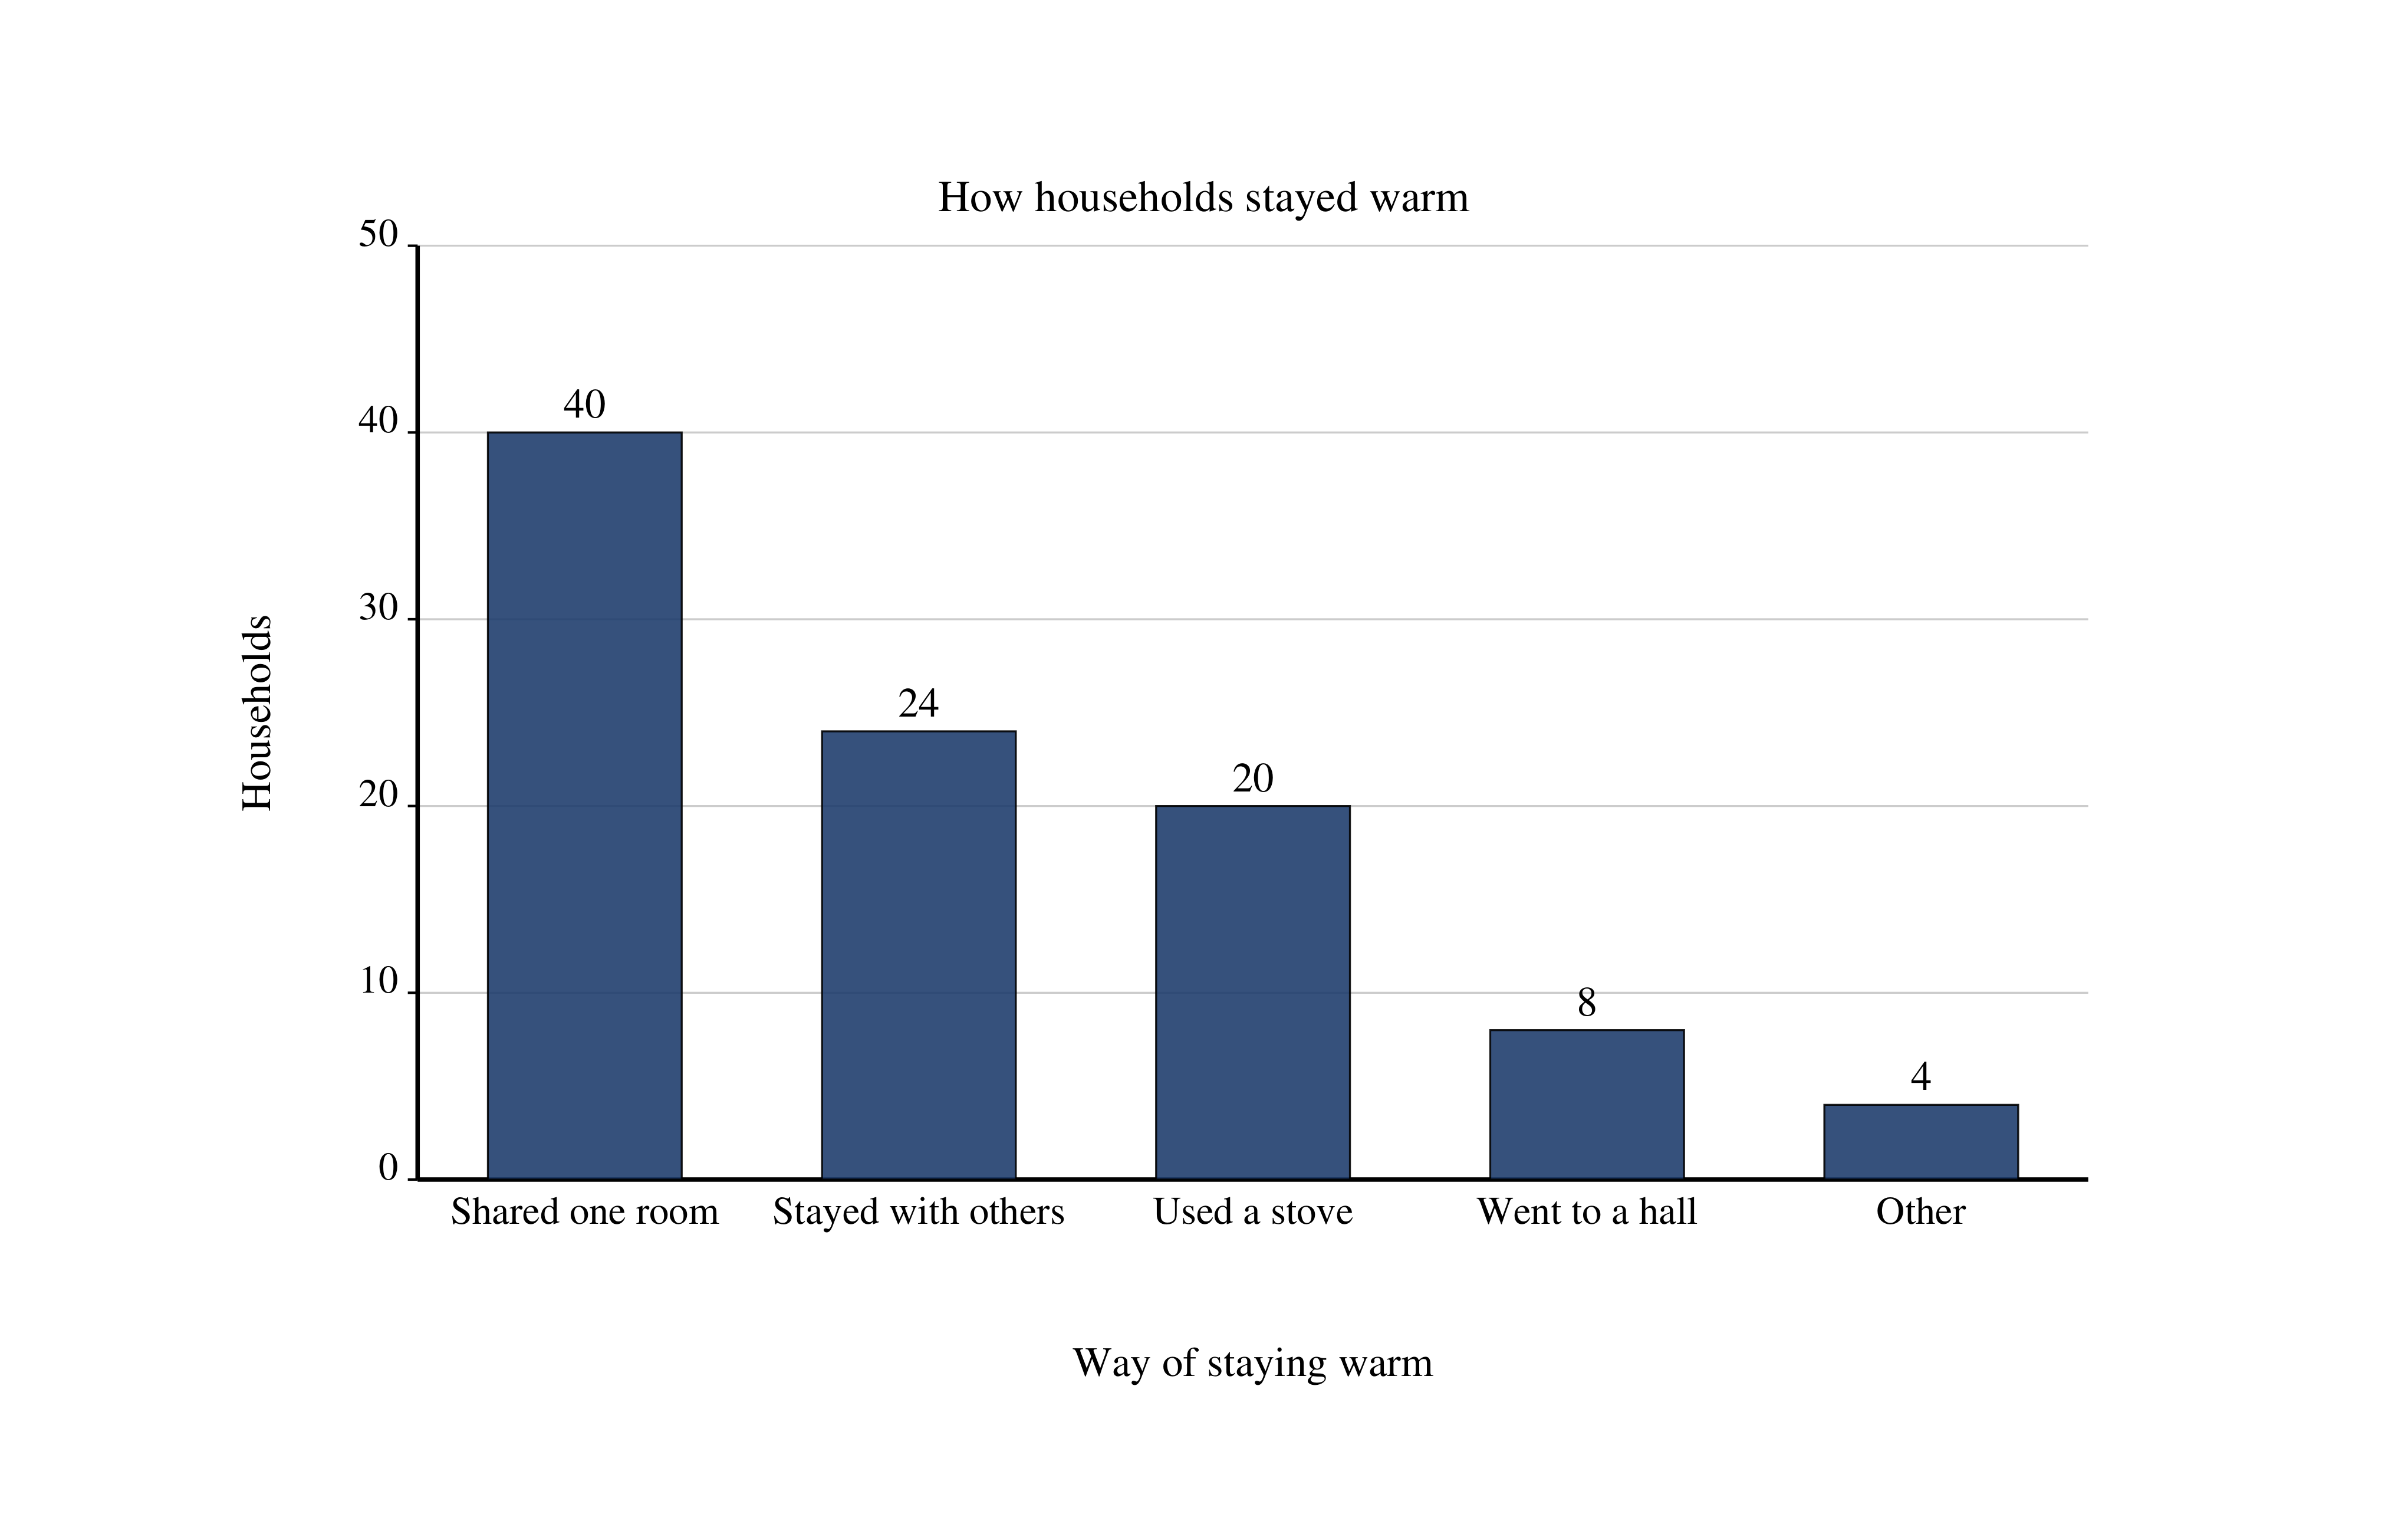 How households stayed warm
50
40
30
20
10
0
Households
40
24
20
8
4
Shared one room
Stayed with others
Used a stove
Went to a hall
Other
Way of staying warm